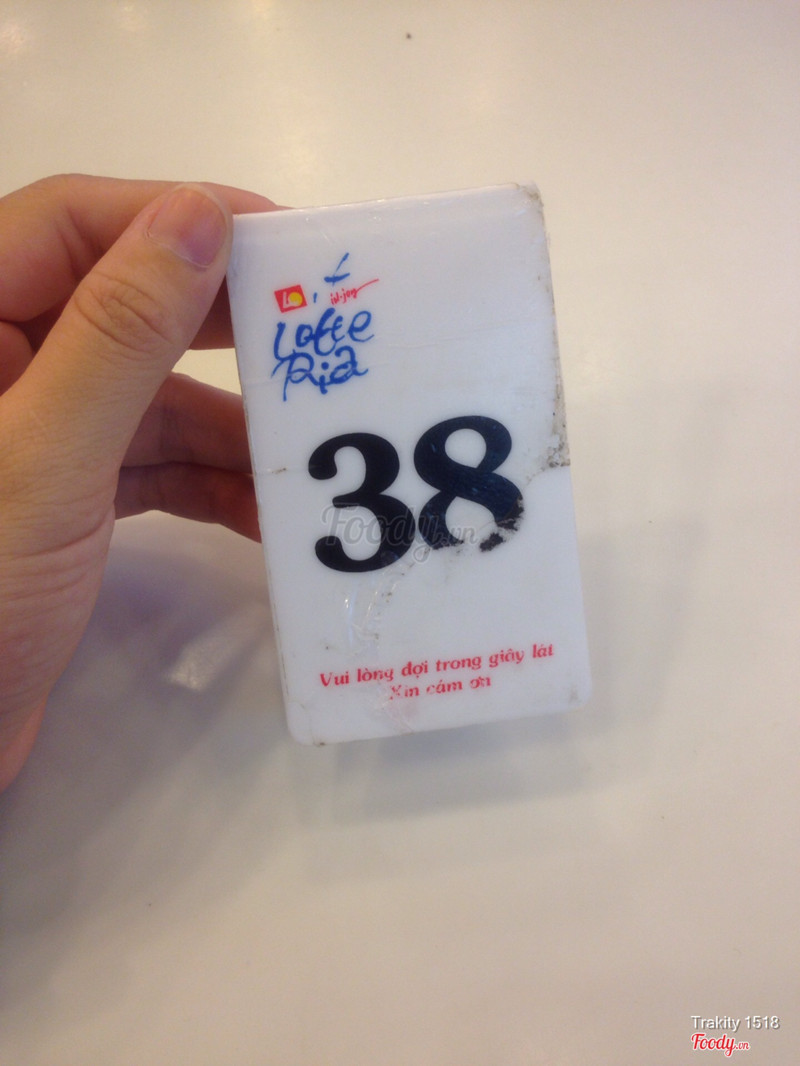 Lotte
Ria
38
Foody.vn
Vui lòng đợi trong giây lát
Xin cám ơn
Trakity 1518
Foody.vn